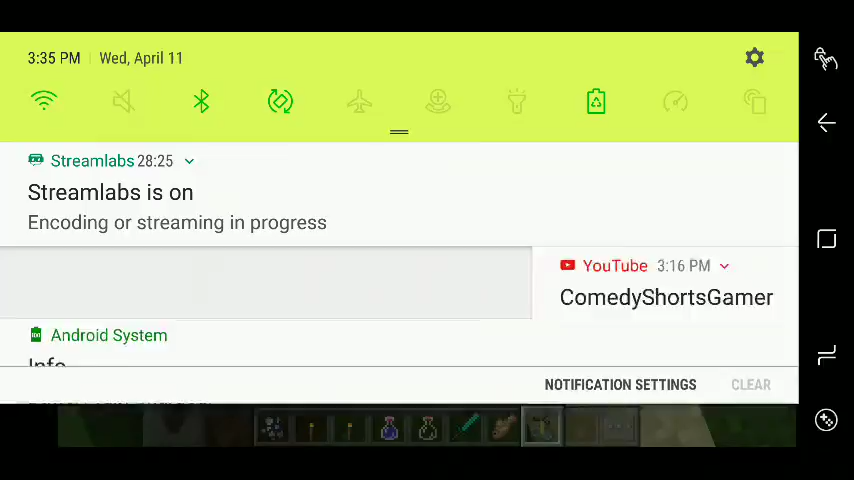 3:35 PM | Wed, April 11
Streamlabs 28:25
Streamlabs is on
Encoding or streaming in progress
YouTube 3:16 PM
ComedyShortsGamer
Android System
Info
NOTIFICATION SETTINGS CLEAR